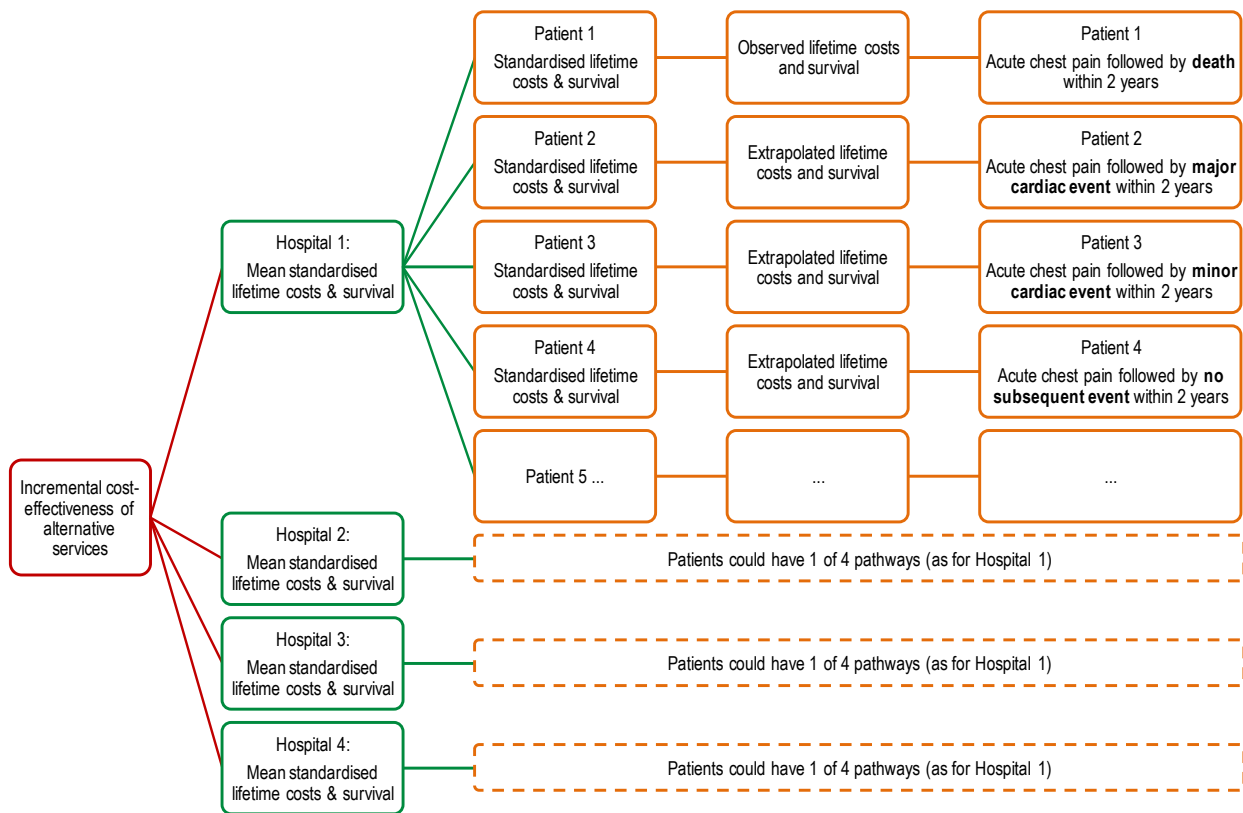 Patient 1
Standardised lifetime
costs & survival
Observed lifetime costs
and survival
Patient 1
Acute chest pain followed by death
within 2 years
Patient 2
Standardised lifetime
costs & survival
Extrapolated lifetime
costs and survival
Patient 2
Acute chest pain followed by major
cardiac event within 2 years
Hospital 1:
Mean standardised
lifetime costs & survival
Patient 3
Standardised lifetime
costs & survival
Extrapolated lifetime
costs and survival
Patient 3
Acute chest pain followed by minor
cardiac event within 2 years
Patient 4
Standardised lifetime
costs & survival
Extrapolated lifetime
costs and survival
Patient 4
Acute chest pain followed by no
subsequent event within 2 years
Patient 5 ...
...
...
Incremental cost-
effectiveness of
alternative
services
Hospital 2:
Mean standardised
lifetime costs & survival
Patients could have 1 of 4 pathways (as for Hospital 1)
Hospital 3:
Mean standardised
lifetime costs & survival
Patients could have 1 of 4 pathways (as for Hospital 1)
Hospital 4:
Mean standardised
lifetime costs & survival
Patients could have 1 of 4 pathways (as for Hospital 1)